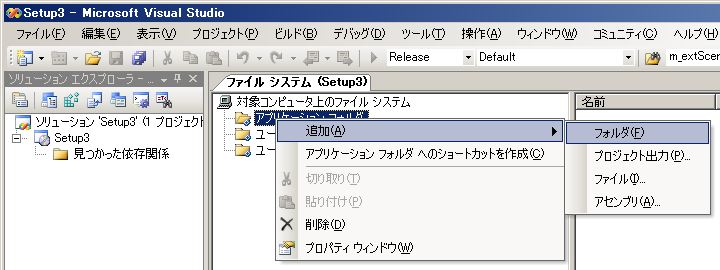 Setup3 - Microsoft Visual Studio
ファイル(F) 編集(E) 表示(V) プロジェクト(P) ビルド(B) デバッグ(D) ツール(T) 操作(A) ウィンドウ(W) コミュニティ(C) ヘルプ(H)
Release Default m_extScer
ソリューション エクスプローラ - ...
ファイル システム (Setup3)
ソリューション 'Setup3' (1 プロジェクト
Setup3
見つかった依存関係
対象コンピュータ上のファイル システム
アプリケーション フォルダ
ユー
ユー
名前
追加(A)
アプリケーション フォルダ へのショートカットを作成(C)
切り取り(T)
貼り付け(P)
削除(D)
プロパティ ウィンドウ(W)
フォルダ(F)
プロジェクト出力(P)...
ファイル(I)...
アセンブリ(A)...